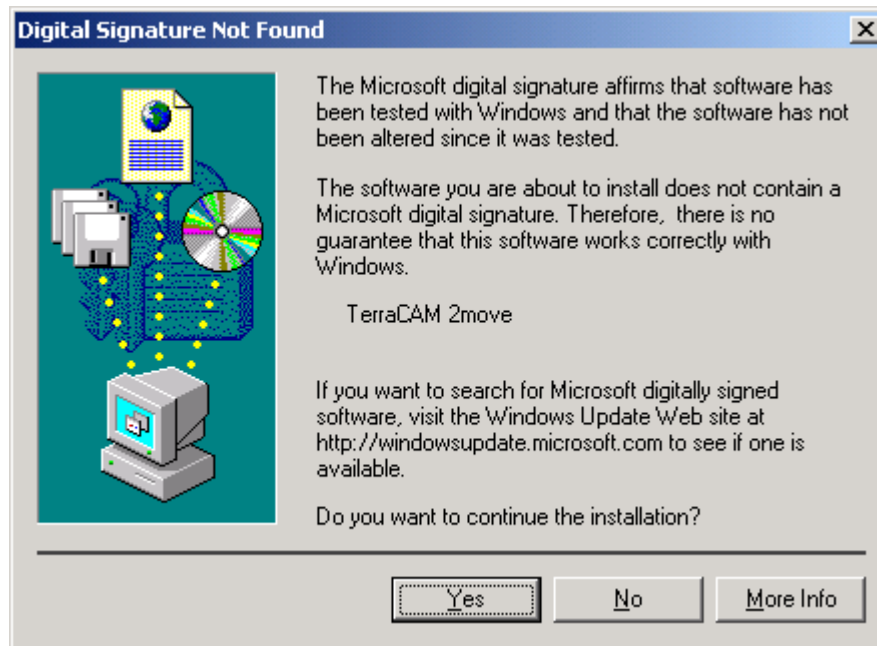 Digital Signature Not Found
The Microsoft digital signature affirms that software has
been tested with Windows and that the software has not
been altered since it was tested.
The software you are about to install does not contain a
Microsoft digital signature. Therefore,  there is no
guarantee that this software works correctly with
Windows.
TerraCAM 2move
If you want to search for Microsoft digitally signed
software, visit the Windows Update Web site at
http://windowsupdate.microsoft.com to see if one is
available.
Do you want to continue the installation?
Yes No More Info